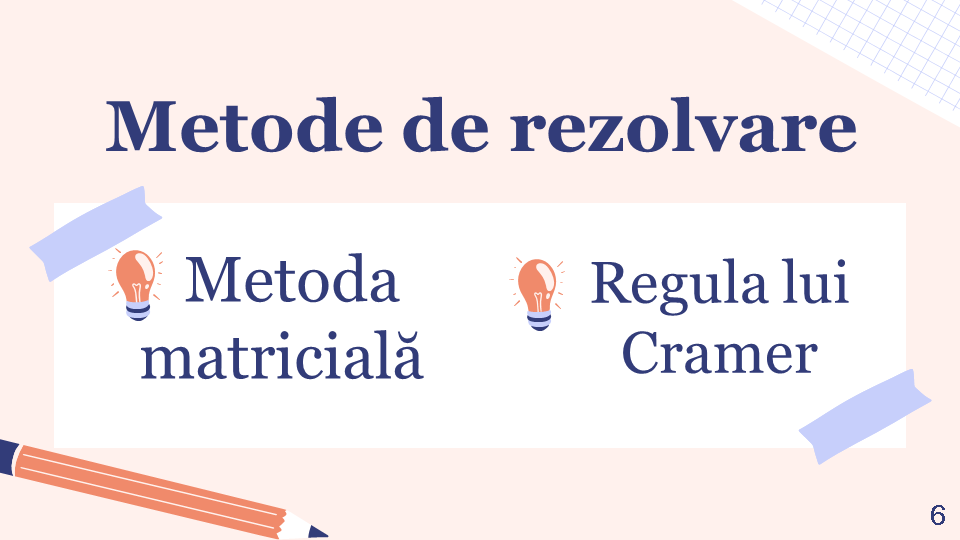 Metode de rezolvare
Metoda
matricială
Regula lui
Cramer
6